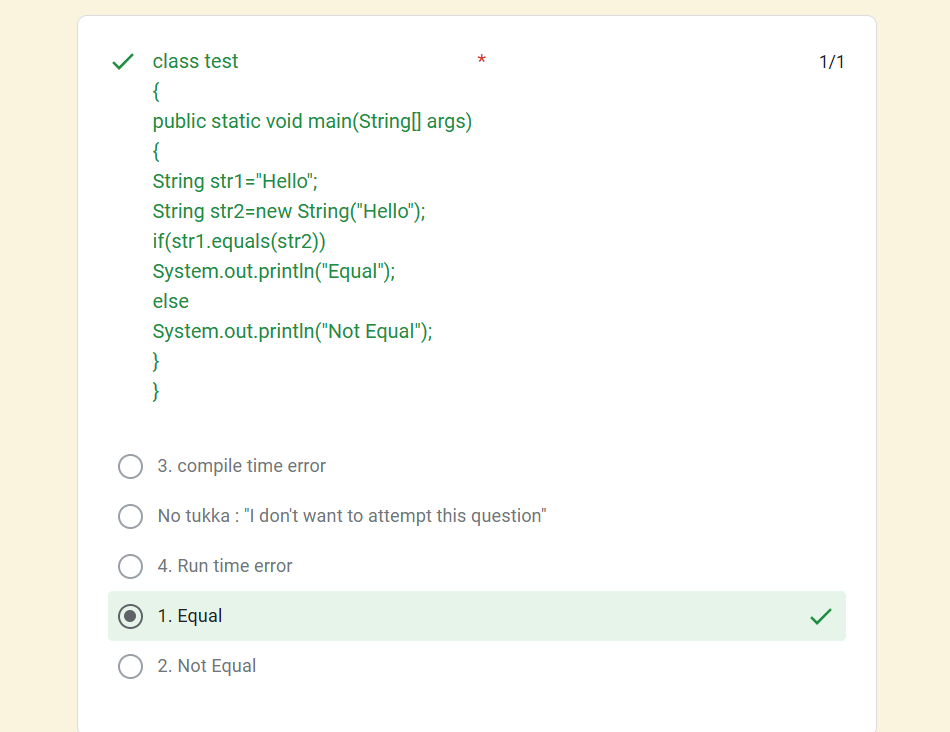 class test *
1/1
{
public static void main(String[] args)
{
String str1="Hello";
String str2=new String("Hello");
if(str1.equals(str2))
System.out.println("Equal");
else
System.out.println("Not Equal");
}
}
3. compile time error
No tukka : "I don't want to attempt this question"
4. Run time error
1. Equal
2. Not Equal